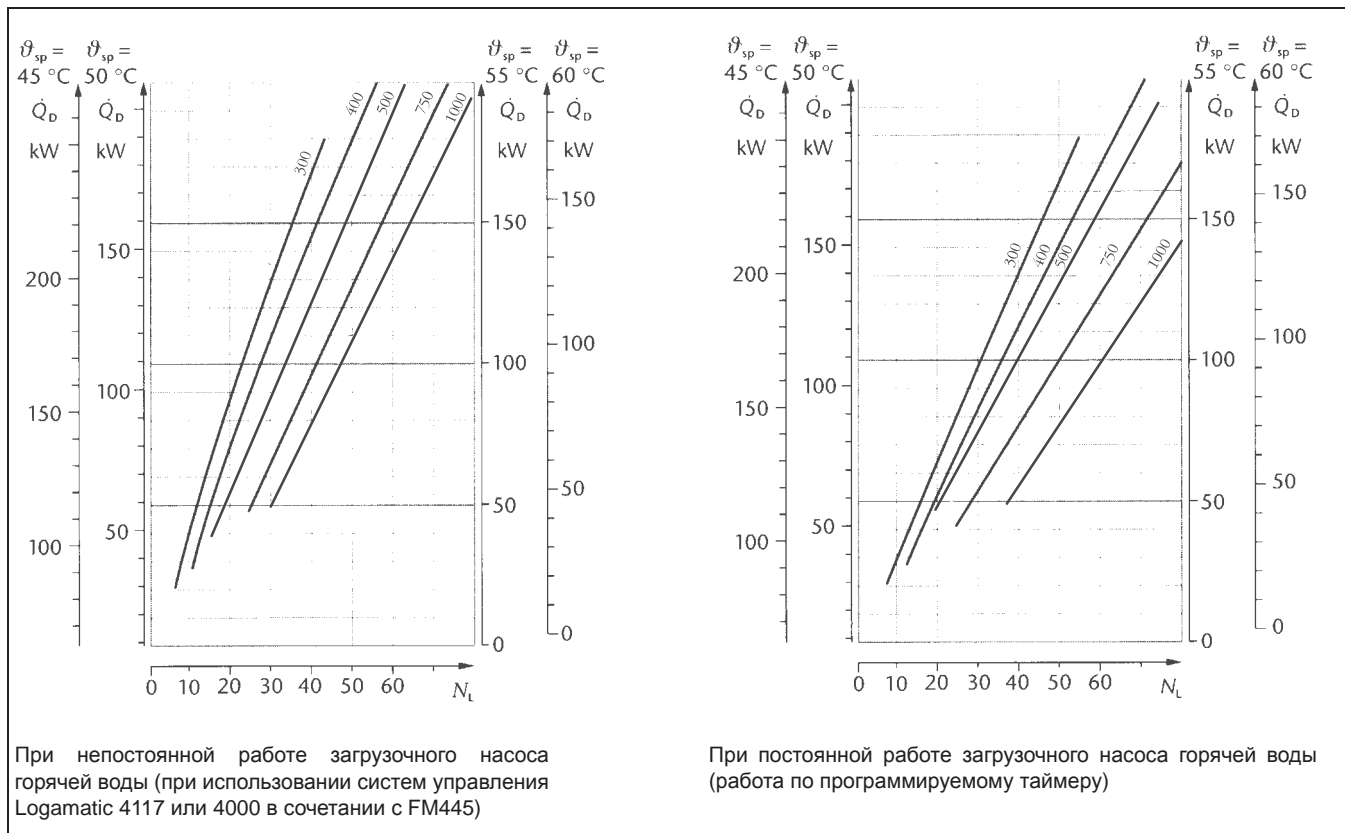 ϑsp = ϑsp =
45 °C 50 °C
Q̇D Q̇D
kW kW
200
150
100
150
100
50
300
400
500
750
1000
ϑsp = ϑsp =
55 °C 60 °C
Q̇D Q̇D
kW kW
150
100
50
0
150
100
50
0
0 10 20 30 40 50 60 NL
При непостоянной работе загрузочного насоса
горячей воды (при использовании систем управления
Logamatic 4117 или 4000 в сочетании с FM445)
ϑsp = ϑsp =
45 °C 50 °C
Q̇D Q̇D
kW kW
200
150
100
150
100
50
300
400
500
750
1000
ϑsp = ϑsp =
55 °C 60 °C
Q̇D Q̇D
kW kW
150
100
50
0
150
100
50
0
0 10 20 30 40 50 60 NL
При постоянной работе загрузочного насоса горячей воды
(работа по программируемому таймеру)